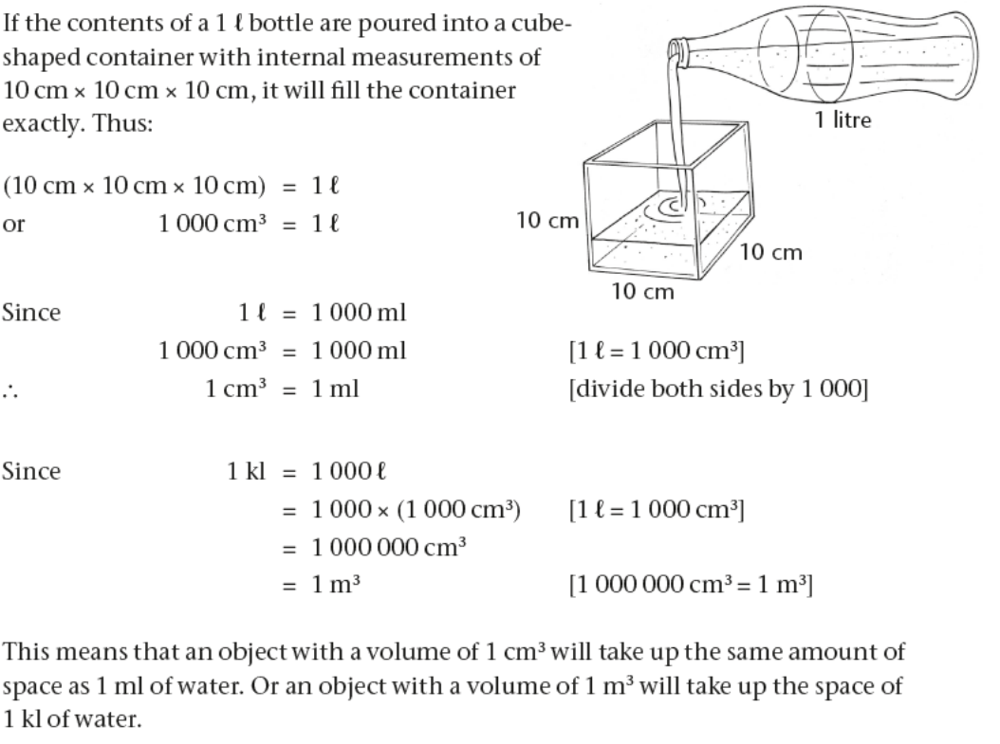 If the contents of a 1 ℓ bottle are poured into a cube-
shaped container with internal measurements of
10 cm × 10 cm × 10 cm, it will fill the container
exactly. Thus:
1 litre
(10 cm × 10 cm × 10 cm) = 1 ℓ
or 1 000 cm³ = 1 ℓ
10 cm
10 cm
10 cm
Since 1 ℓ = 1 000 ml
1 000 cm³ = 1 000 ml [1 ℓ = 1 000 cm³]
∴ 1 cm³ = 1 ml [divide both sides by 1 000]
Since 1 kl = 1 000 ℓ
= 1 000 × (1 000 cm³) [1 ℓ = 1 000 cm³]
= 1 000 000 cm³
= 1 m³ [1 000 000 cm³ = 1 m³]
This means that an object with a volume of 1 cm³ will take up the same amount of
space as 1 ml of water. Or an object with a volume of 1 m³ will take up the space of
1 kl of water.